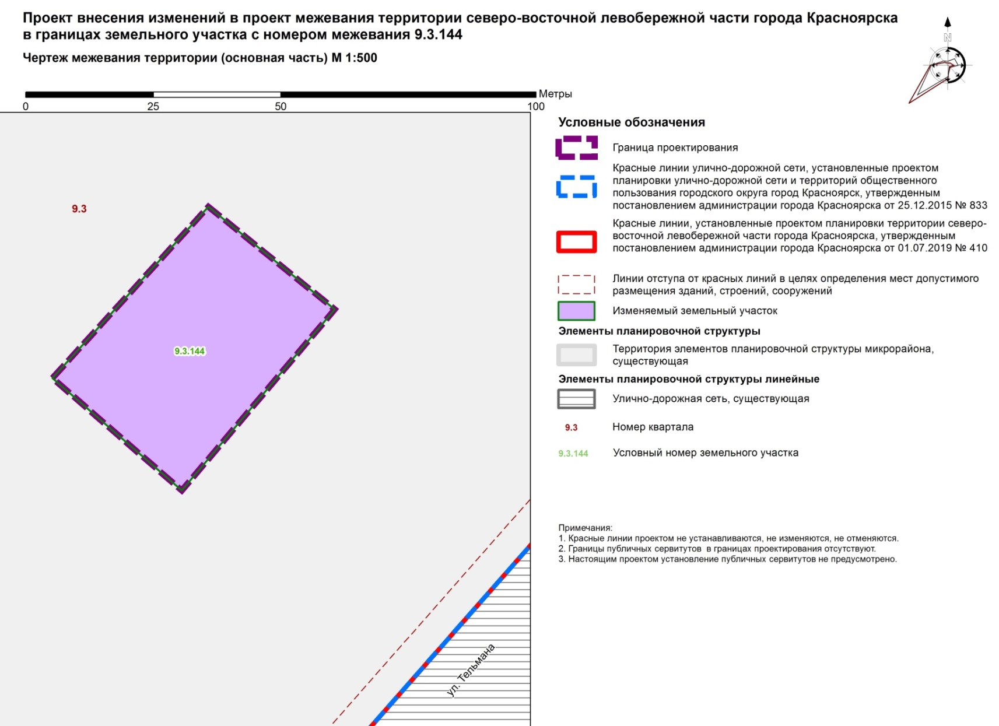 Проект внесения изменений в проект межевания территории северо-восточной левобережной части города Красноярска
в границах земельного участка с номером межевания 9.3.144
Чертеж межевания территории (основная часть) М 1:500
N
Метры
0 25 50 100
Условные обозначения
Граница проектирования
Красные линии улично-дорожной сети, установленные проектом
планировки улично-дорожной сети и территорий общественного
пользования городского округа город Красноярск, утвержденным
постановлением администрации города Красноярска от 25.12.2015 № 833
Красные линии, установленные проектом планировки территории северо-
восточной левобережной части города Красноярска, утвержденным
постановлением администрации города Красноярска от 01.07.2019 № 410
Линии отступа от красных линий в целях определения мест допустимого
размещения зданий, строений, сооружений
Изменяемый земельный участок
Элементы планировочной структуры
Территория элементов планировочной структуры микрорайона,
существующая
Элементы планировочной структуры линейные
Улично-дорожная сеть, существующая
9.3 Номер квартала
9.3.144 Условный номер земельного участка
Примечания:
1. Красные линии проектом не устанавливаются, не изменяются, не отменяются.
2. Границы публичных сервитутов в границах проектирования отсутствуют.
3. Настоящим проектом установление публичных сервитутов не предусмотрено.
9.3
9.3.144
ул. Тельмана